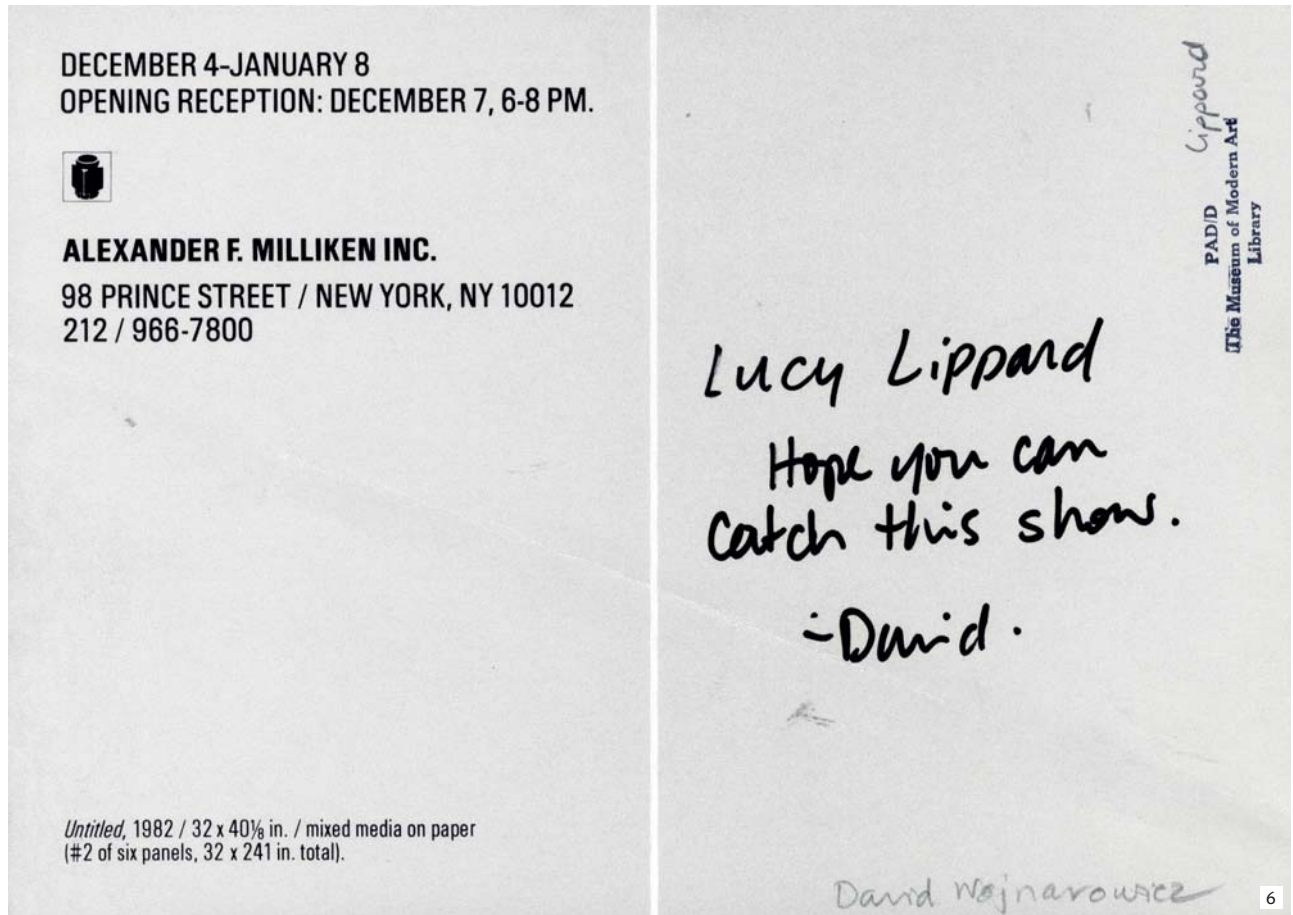 DECEMBER 4-JANUARY 8
OPENING RECEPTION: DECEMBER 7, 6-8 PM.
ALEXANDER F. MILLIKEN INC.
98 PRINCE STREET / NEW YORK, NY 10012
212 / 966-7800
Untitled, 1982 / 32 x 40⅛ in. / mixed media on paper
(#2 of six panels, 32 x 241 in. total).
Lippard
PAD/D
The Museum of Modern Art
Library
Lucy Lippard
Hope you can
catch this show.
-David.
David Wojnarowicz
6